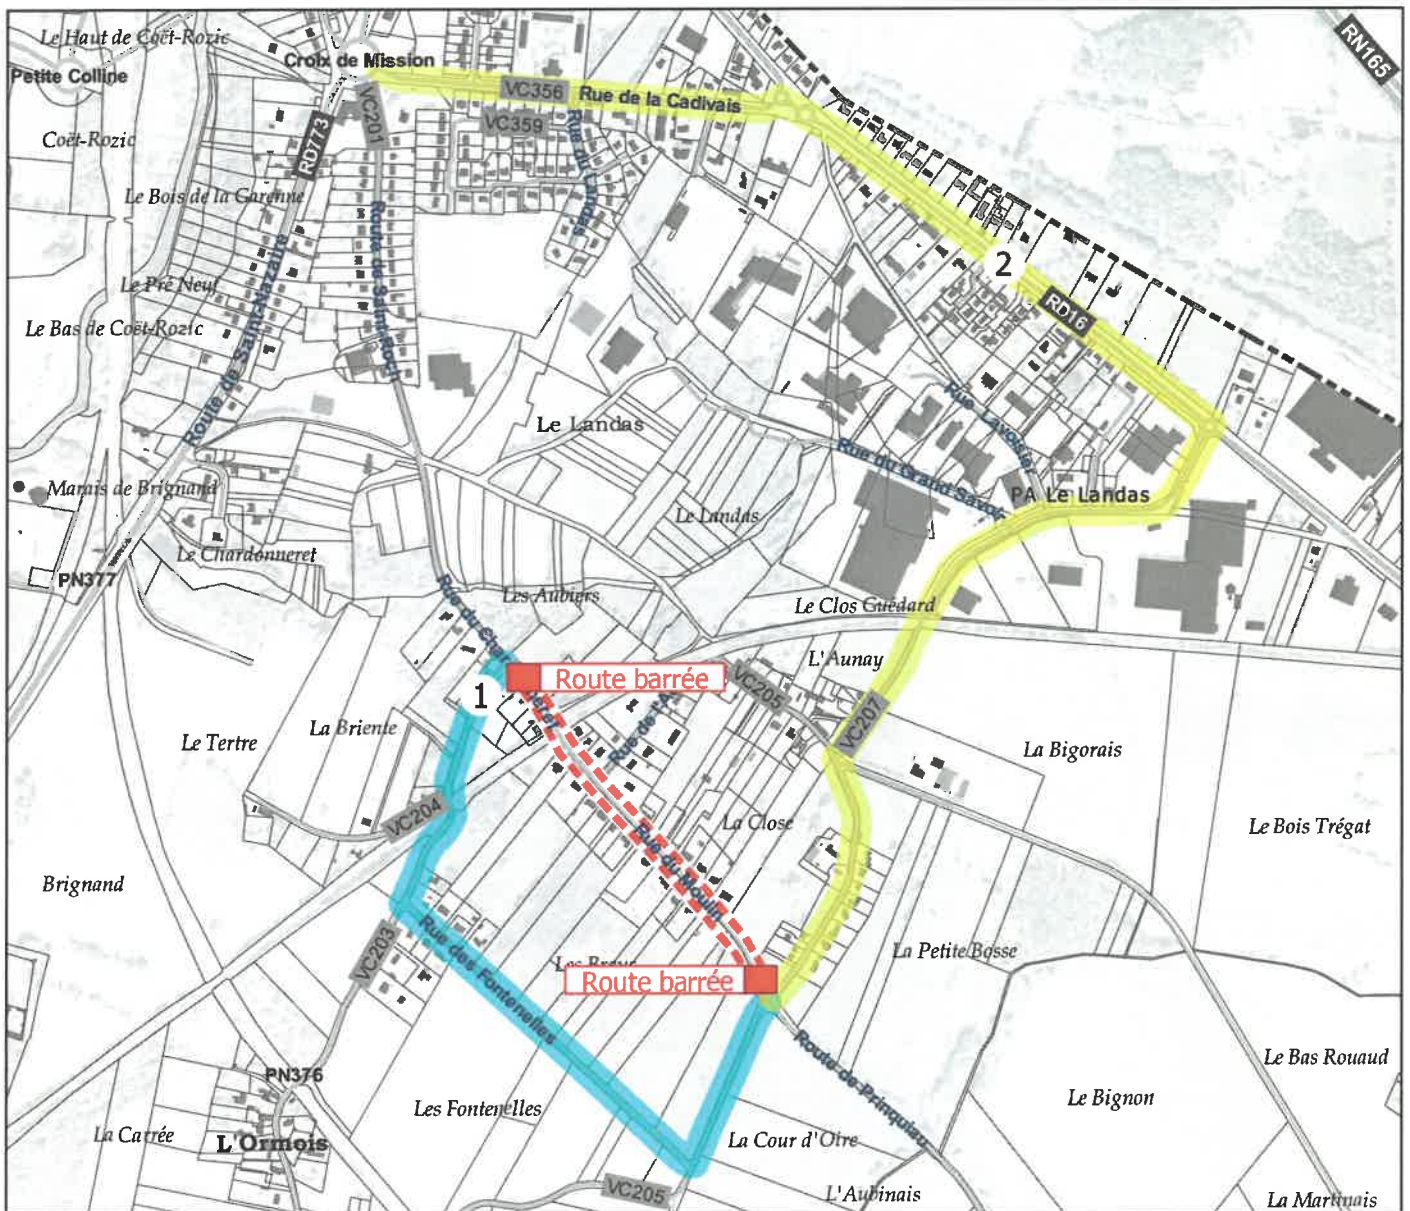 Le Haut de Coët-Rozic
Croix de Mission
Petite Colline
RN165
VC356
Rue de la Cadivais
VC201
VC359
Coët-Rozic
RD773
Rue du Landas
Le Bois de la Garenne
Route de Saint-Roch
Route de Saint-Nazaire
2
Le Pré Neuf
RD16
Le Bas de Coët-Rozic
Rue Lavoisier
Le Landas
Rue du Grand Savoie
Marais de Brignand
PA Le Landas
Le Landas
Le Chardonneret
PN377
Les Aubiers
Le Clos Guédard
L'Aunay
Route barrée
VC205
1
VC207
La Briente
Le Tertre
La Bigorais
VC204
La Close
Le Bois Trégat
Rue du Moulin
Brignand
Rue des Fontenelles
VC203
La Petite Bosse
Route barrée
Route de Prinquiau
Le Bas Rouaud
PN376
Le Bignon
Les Fontenelles
La Carrée
L'Ormois
La Cour d'Oire
VC205
L'Aubinais
La Martinais